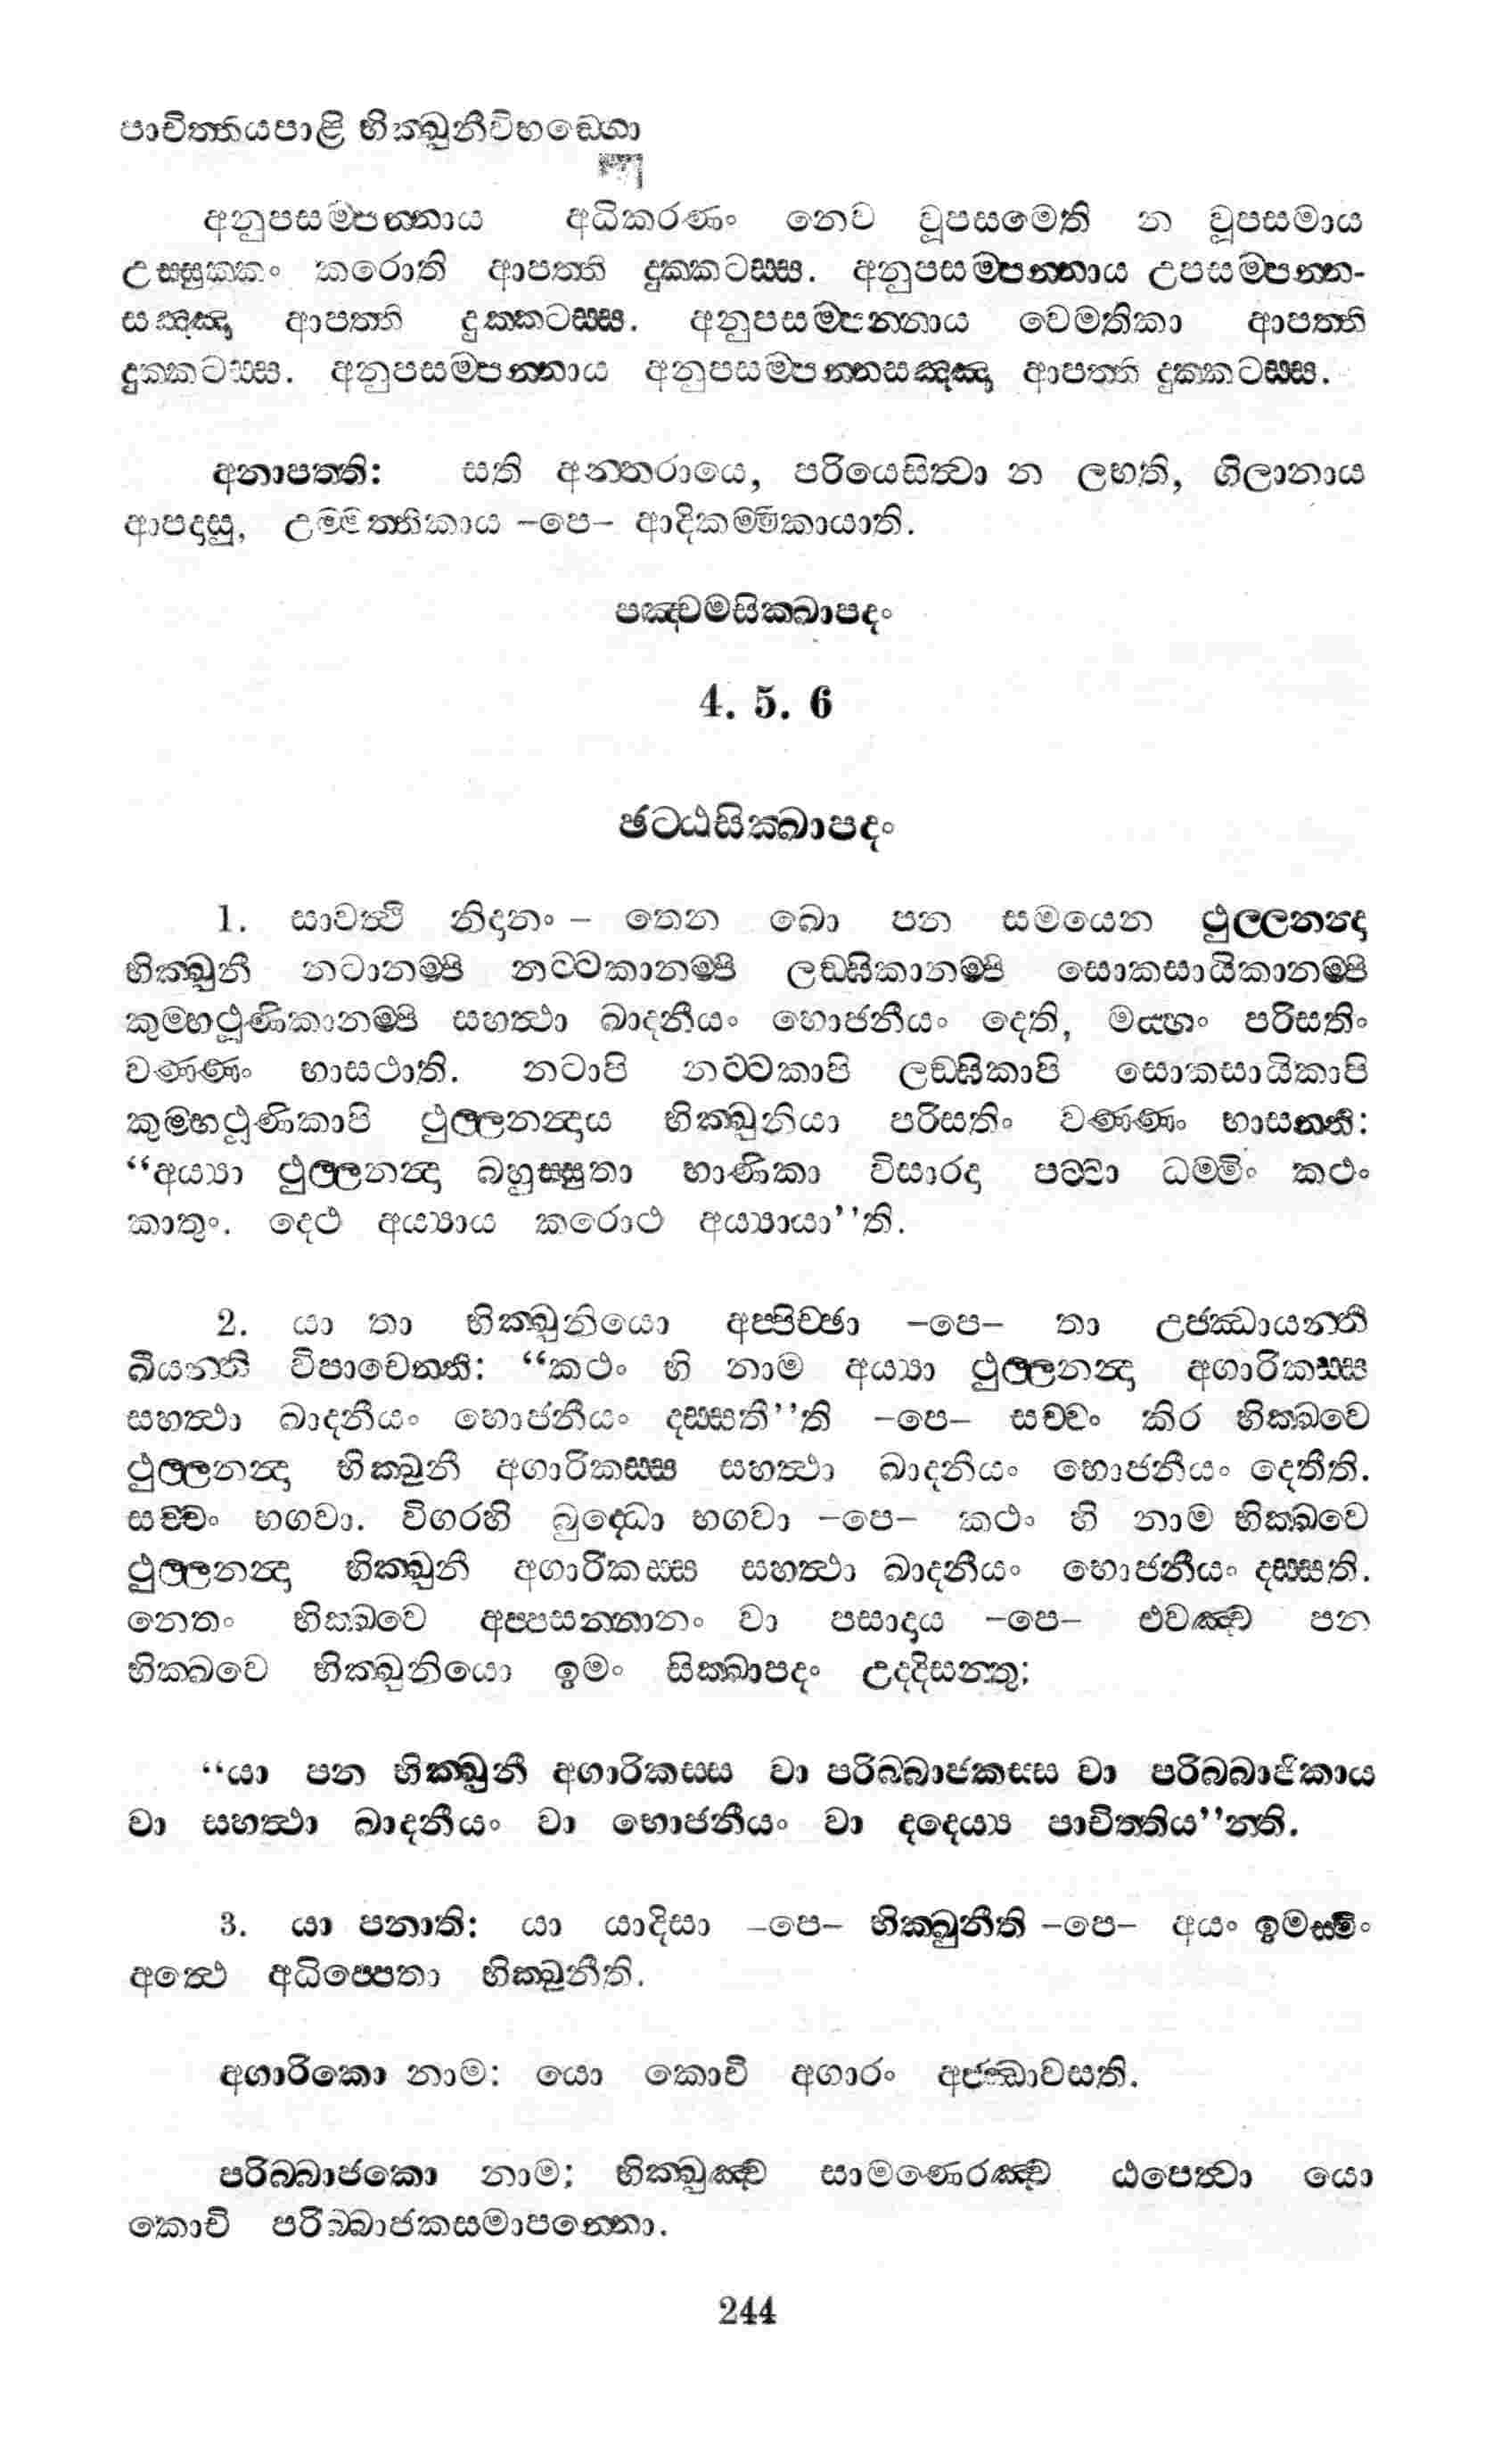 පාචිත්තියපාළි භික්ඛුනීවිභඞ්ගො
අනුපසම්පන්නාය අධිකරණං නෙව වූපසමෙති න වූපසමාය
උස්සුක්කං කරොති ආපත්ති දුක්කටස්ස. අනුපසම්පන්නාය උපසම්පන්න-
සඤ්ඤා ආපත්ති දුක්කටස්ස. අනුපසම්පන්නාය වෙමතිකා ආපත්ති
දුක්කටස්ස. අනුපසම්පන්නාය අනුපසම්පන්නසඤ්ඤා ආපත්ති දුක්කටස්ස.
අනාපත්ති: සති අන්තරායෙ, පරියෙසිත්වා න ලභති, ගිලානාය
ආපදාසු, උම්මත්තිකාය –පෙ– ආදිකම්මිකායාති.
පඤ්චමසික්ඛාපදං
4. 5. 6
ඡට්ඨසික්ඛාපදං
1. සාවත්ථි නිදානං – තෙන ඛො පන සමයෙන ථුල්ලනන්දා
භික්ඛුනී නටානම්පි නට්ටකානම්පි ලඞ්ඝිකානම්පි සොකසායිකානම්පි
කුම්භථූණිකානම්පි සහත්ථා ඛාදනීයං භොජනීයං දෙති, මය්හං පරිසතිං
වණ්ණං භාසථාති. නටාපි නට්ටකාපි ලඞ්ඝිකාපි සොකසායිකාපි
කුම්භථූණිකාපි ථුල්ලනන්දාය භික්ඛුනියා පරිසතිං වණ්ණං භාසන්ති:
“අය්‍යා ථුල්ලනන්දා බහුස්සුතා භාණිකා විසාරදා පට්ටා ධම්මිං කථං
කාතුං. දෙථ අය්‍යාය කරොථ අය්‍යායා’’ති.
2. යා තා භික්ඛුනියො අප්පිච්ඡා –පෙ– තා උජ්ඣායන්ති
ඛීයන්ති විපාචෙන්ති: “කථං හි නාම අය්‍යා ථුල්ලනන්දා අගාරිකස්ස
සහත්ථා ඛාදනීයං භොජනීයං දස්සතී’’ති –පෙ– සච්චං කිර භික්ඛවෙ
ථුල්ලනන්දා භික්ඛුනී අගාරිකස්ස සහත්ථා ඛාදනීයං භොජනීයං දෙතීති.
සච්චං භගවා. විගරහි බුද්ධො භගවා –පෙ– කථං හි නාම භික්ඛවෙ
ථුල්ලනන්දා භික්ඛුනී අගාරිකස්ස සහත්ථා ඛාදනීයං භොජනීයං දස්සති.
නෙතං භික්ඛවෙ අප්පසන්නානං වා පසාදාය –පෙ– එවඤ්ච පන
භික්ඛවෙ භික්ඛුනියො ඉමං සික්ඛාපදං උද්දිසන්තු;
“යා පන භික්ඛුනී අගාරිකස්ස වා පරිබ්බාජකස්ස වා පරිබ්බාජිකාය
වා සහත්ථා ඛාදනීයං වා භොජනීයං වා දදෙය්‍ය පාචිත්තිය’’න්ති.
3. යා පනාති: යා යාදිසා –පෙ– භික්ඛුනීති –පෙ– අයං ඉමස්මිං
අත්ථෙ අධිප්පෙතා භික්ඛුනීති.
අගාරිකො නාම: යො කොචි අගාරං අජ්ඣාවසති.
පරිබ්බාජකො නාම; භික්ඛුඤ්ච සාමණෙරඤ්ච ඨපෙත්වා යො
කොචි පරිබ්බාජකසමාපන්නො.
244